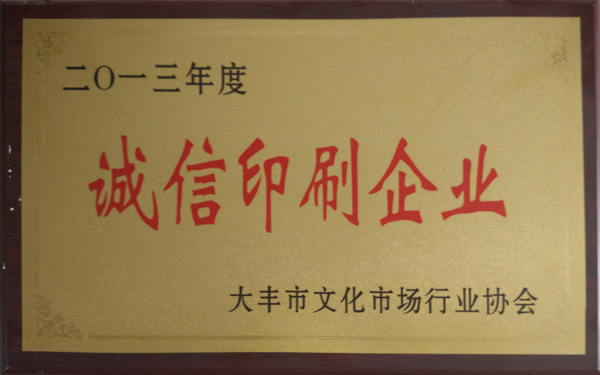 二〇一三年度
诚信印刷企业
大丰市文化市场行业协会